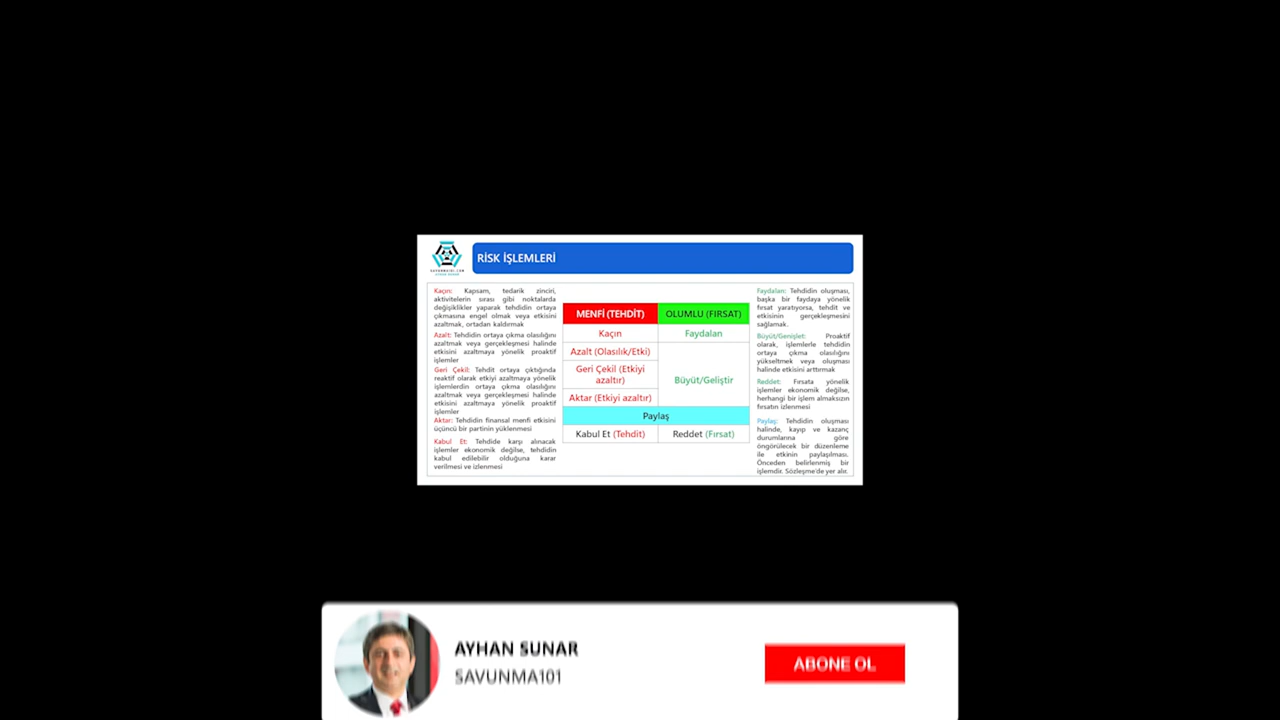 SAVUNMA101.COM
RİSK İŞLEMLERİ
Kaçın: Kapsam, tedarik zinciri,
aktivitelerin sırası gibi noktalarda
değişiklikler yaparak tehdidin ortaya
çıkmasına engel olmak veya etkisini
azaltmak, ortadan kaldırmak
Azalt: Tehdidin ortaya çıkma olasılığını
azaltmak veya gerçekleşmesi halinde
etkisini azaltmaya yönelik proaktif
işlemler
Geri Çekil: Tehdit ortaya çıktığında
reaktif olarak etkiyi azaltmaya yönelik
işlemlerdin ortaya çıkma olasılığını
azaltmak veya gerçekleşmesi halinde
etkisini azaltmaya yönelik proaktif
işlemler
Aktar: Tehdidin finansal menfi etkisini
üçüncü bir partinin yüklenmesi
Kabul Et: Tehdide karşı alınacak
işlemler ekonomik değilse, tehdidin
kabul edilebilir olduğuna karar
verilmesi ve izlenmesi
MENFİ (TEHDİT) OLUMLU (FIRSAT)
Kaçın Faydalan
Azalt (Olasılık/Etki)
Geri Çekil (Etkiyi
azaltır)
Büyüt/Geliştir
Aktar (Etkiyi azaltır)
Paylaş
Kabul Et (Tehdit) Reddet (Fırsat)
Faydalan: Tehdidin oluşması,
başka bir faydaya yönelik
fırsat yaratıyorsa, tehdit ve
etkisinin gerçekleşmesini
sağlamak.
Büyüt/Genişlet: Proaktif
olarak, işlemlerle tehdidin
ortaya çıkma olasılığını
yükseltmek veya oluşması
halinde etkisini arttırmak
Reddet: Fırsata yönelik
işlemler ekonomik değilse,
herhangi bir işlem almaksızın
fırsatın izlenmesi
Paylaş: Tehdidin oluşması
halinde, kayıp ve kazanç
durumlarına göre
öngörülecek bir düzenleme
ile etkinin paylaşılması.
Önceden belirlenmiş bir
işlemdir. Sözleşme'de yer alır.
AYHAN SUNAR
SAVUNMA101
ABONE OL